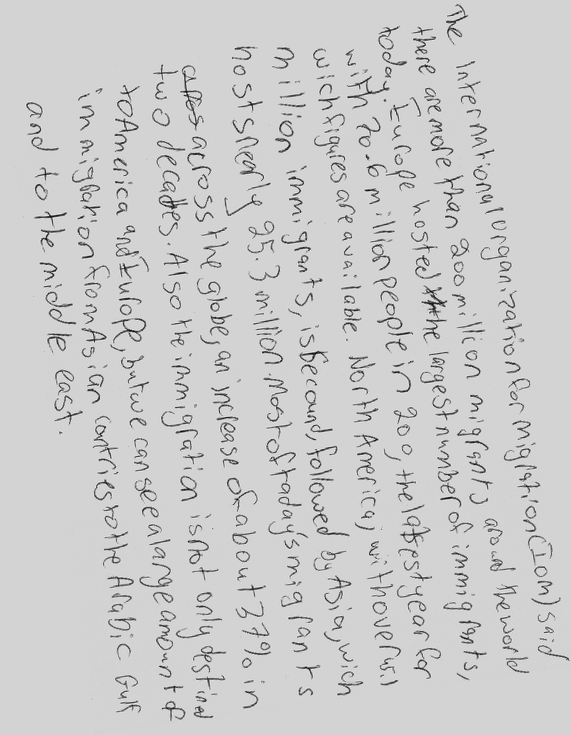 The International organization for migration (Iom) said
there are more than 200 million migrants around the world
today. Europe hosted the largest number of immigrants,
with 70.6 million people in 200, the latest year for
wich figures are available. North America, with over
million immigrants, is second, followed by Asia, wich
hosts nearly 25.3 million. Most of taday's migrants
across the globe, an increase of about 37% in
two decades. Also the immigration is not only destined
to America and Europe, but we can see a large amount of
immigration from Asian cantries to the Arabic Gulf
and to the middle east.